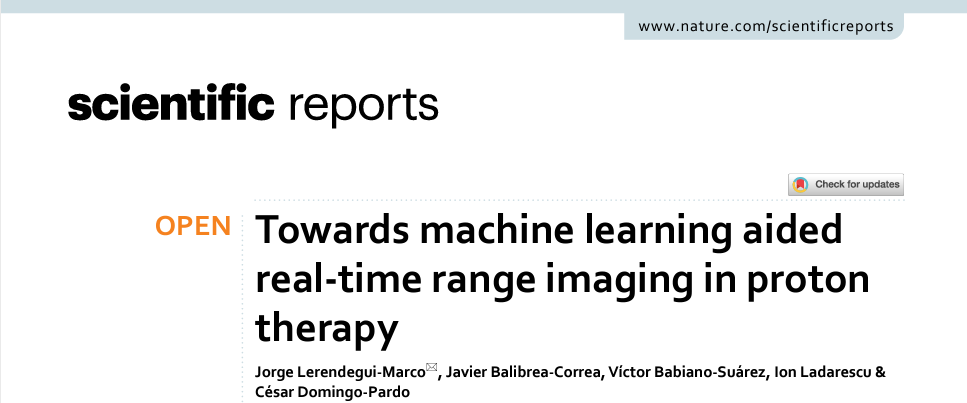 www.nature.com/scientificreports
scientific reports
Check for updates
OPEN
Towards machine learning aided
real-time range imaging in proton
therapy
Jorge Lerendegui-Marco, Javier Balibrea-Correa, Víctor Babiano-Suárez, Ion Ladarescu &
César Domingo-Pardo